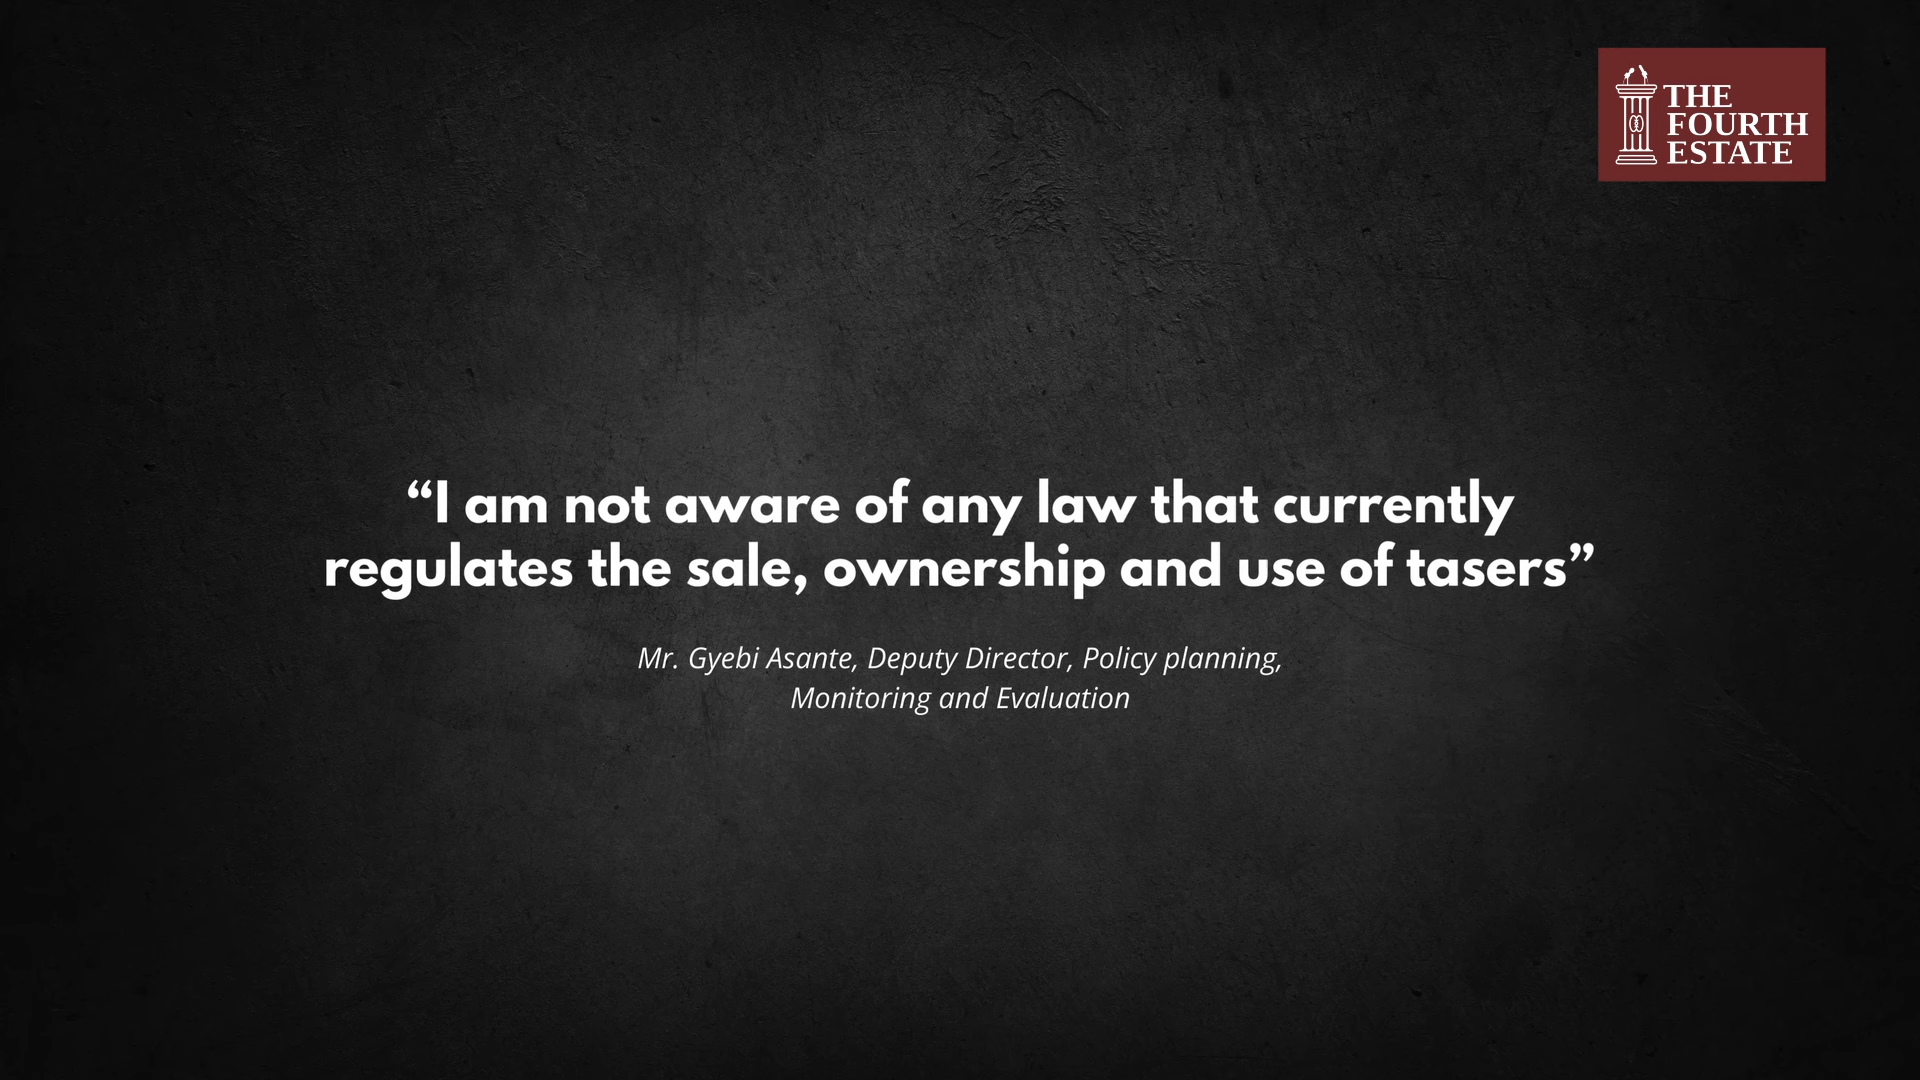 THE
FOURTH
ESTATE
“I am not aware of any law that currently
regulates the sale, ownership and use of tasers”
Mr. Gyebi Asante, Deputy Director, Policy planning,
Monitoring and Evaluation